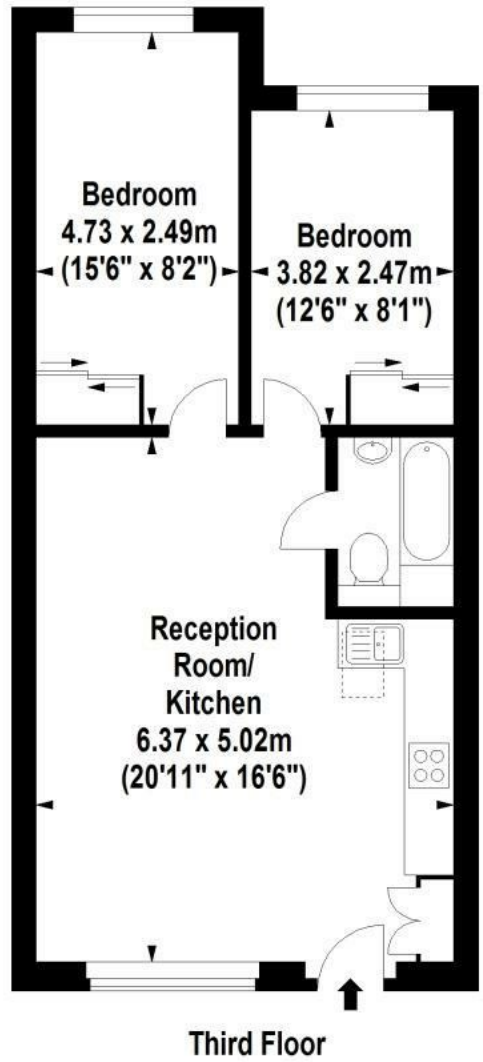 Bedroom
4.73 x 2.49m
(15'6" x 8'2")
Bedroom
3.82 x 2.47m
(12'6" x 8'1")
Reception
Room/
Kitchen
6.37 x 5.02m
(20'11" x 16'6")
Third Floor